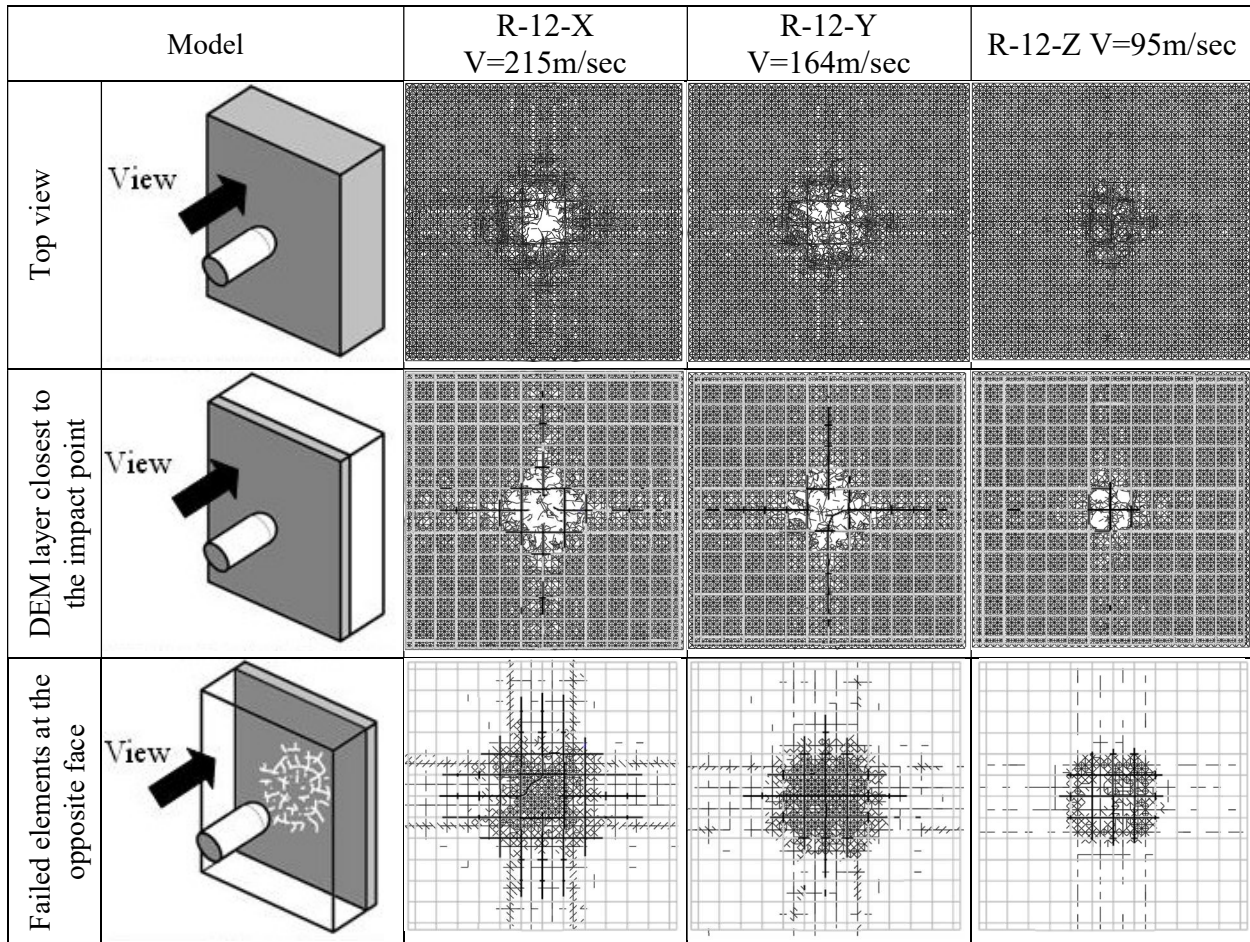 Model
R-12-X
V=215m/sec
R-12-Y
V=164m/sec
R-12-Z V=95m/sec
Top view
View
DEM layer closest to
the impact point
View
Failed elements at the
opposite face
View